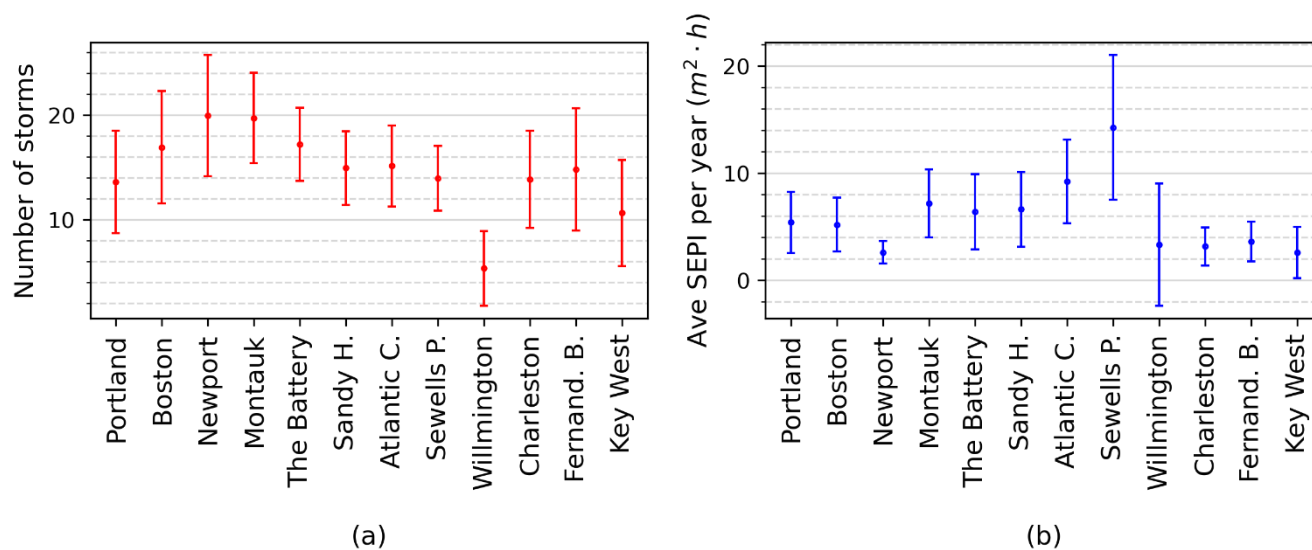 Number of storms
20
10
Portland
Boston
Newport
Montauk
The Battery
Sandy H.
Atlantic C.
Sewells P.
Willmington
Charleston
Fernand. B.
Key West
(a)
Ave SEPI per year (m² · h)
20
10
0
Portland
Boston
Newport
Montauk
The Battery
Sandy H.
Atlantic C.
Sewells P.
Willmington
Charleston
Fernand. B.
Key West
(b)